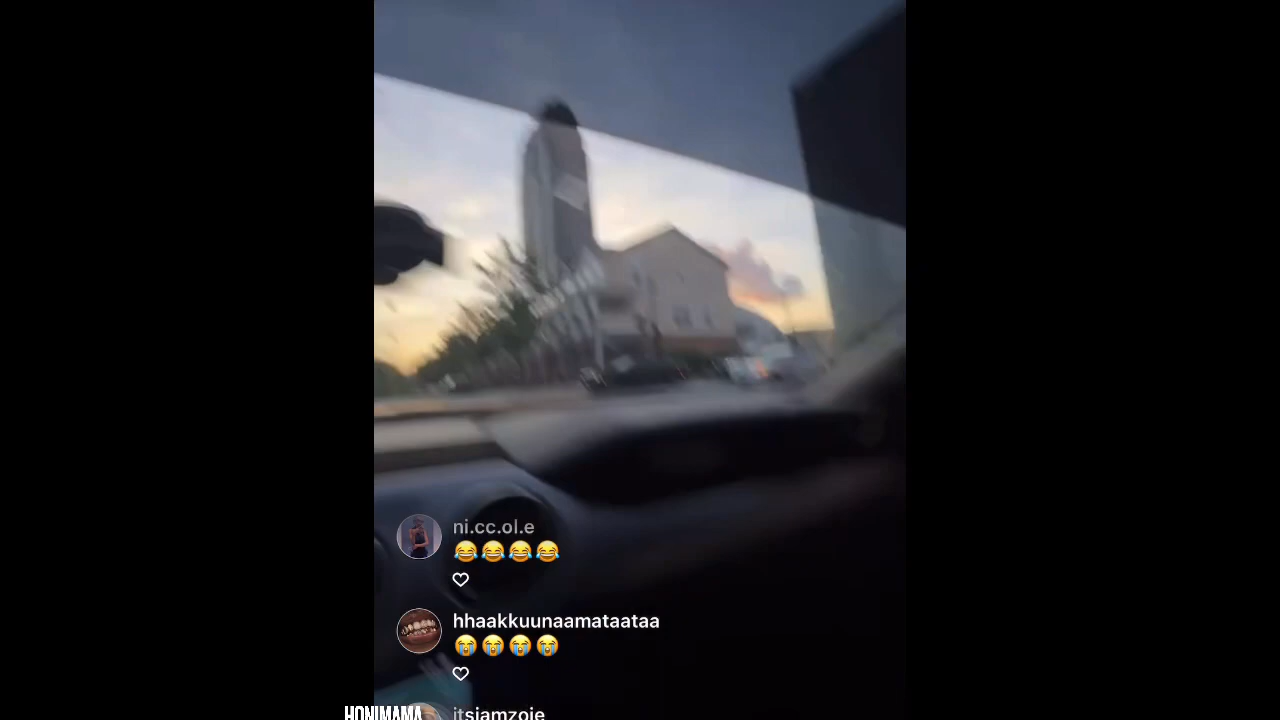 ni.cc.ol.e
😂😂😂😂
hhaakkuunaamataataa
😭😭😭😭
HONIMAMA
itsiamzoie